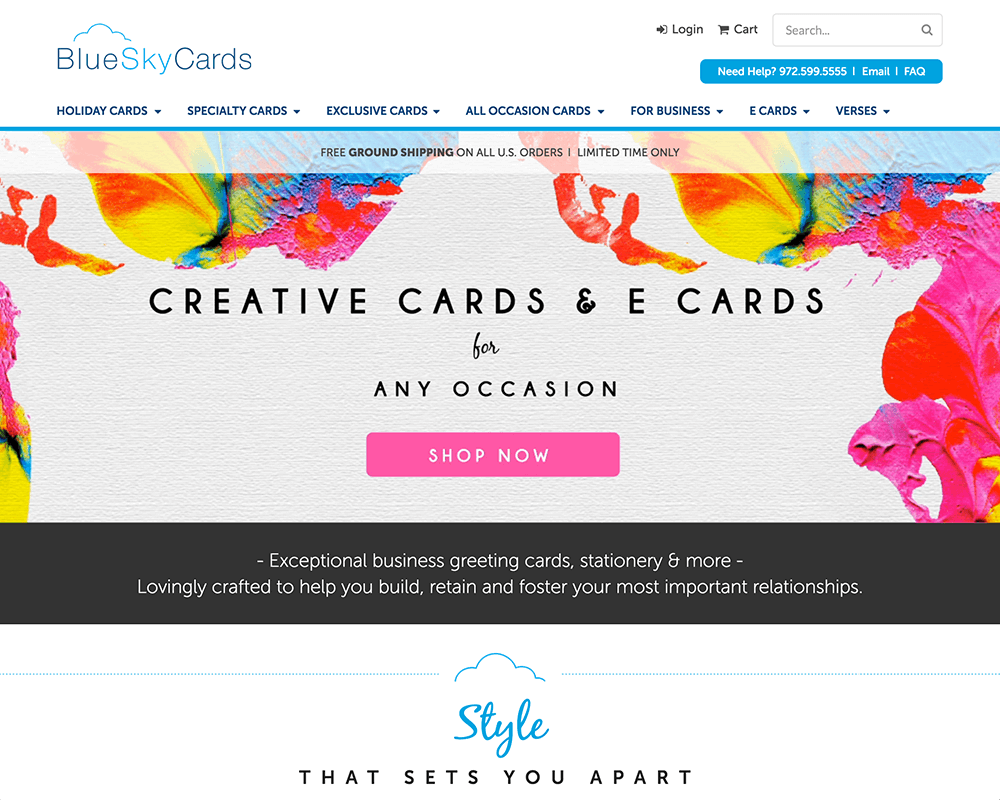 Login Cart Search...
BlueSkyCards
Need Help? 972.599.5555 | Email | FAQ
HOLIDAY CARDS SPECIALTY CARDS EXCLUSIVE CARDS ALL OCCASION CARDS FOR BUSINESS E CARDS VERSES
FREE GROUND SHIPPING ON ALL U.S. ORDERS | LIMITED TIME ONLY
CREATIVE CARDS & E CARDS
for
ANY OCCASION
SHOP NOW
- Exceptional business greeting cards, stationery & more -
Lovingly crafted to help you build, retain and foster your most important relationships.
Style
THAT SETS YOU APART